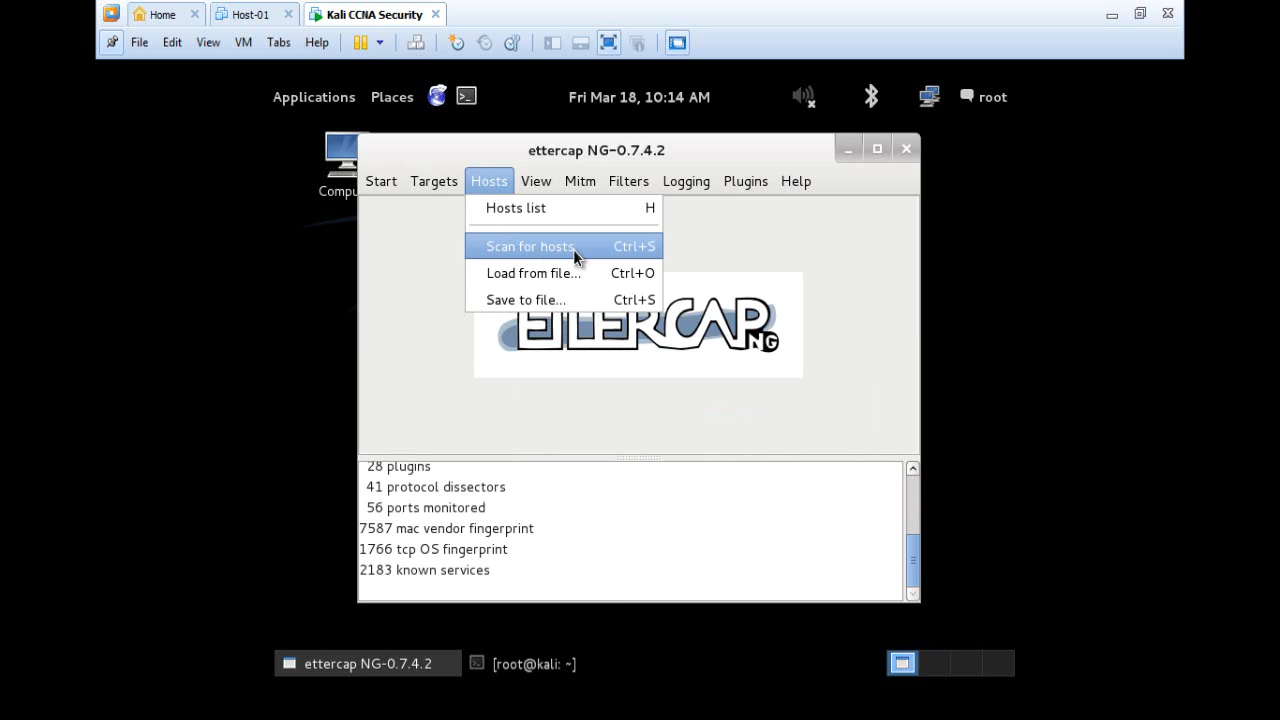 Home Host-01 Kali CCNA Security
File Edit View VM Tabs Help
Applications Places Fri Mar 18, 10:14 AM root
ettercap NG-0.7.4.2
Start Targets Hosts View Mitm Filters Logging Plugins Help
Compu
Hosts list H
Scan for hosts Ctrl+S
Load from file... Ctrl+O
Save to file... Ctrl+S
ETTERCAP NG
28 plugins
41 protocol dissectors
56 ports monitored
7587 mac vendor fingerprint
1766 tcp OS fingerprint
2183 known services
ettercap NG-0.7.4.2 [root@kali: ~]